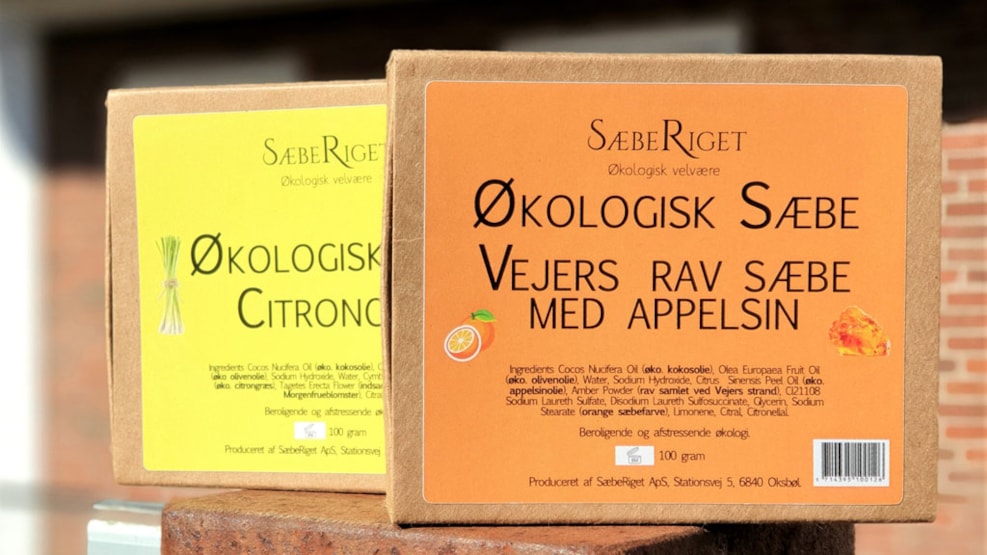 SÆBERIGET
Økologisk velvære
ØKOLOGISK
CITRONG
Ingredients Cocos Nucifera Oil (øko. kokosolie),
(øko olivenolie), Sodium Hydroxide, Water,
(øko. citrongræs), Tagetes Erecta Flower
Morgenfrueblomster),
Beroligende og afstressende
100 gram
Produceret af SæbeRiget ApS, Stationsvej
SÆBERIGET
Økologisk velvære
ØKOLOGISK SÆBE
VEJERS RAV SÆBE
MED APPELSIN
Ingredients Cocos Nucifera Oil (øko. kokosolie), Olea Europaea Fruit Oil
(øko. olivenolie), Water, Sodium Hydroxide, Citrus Sinensis Peel Oil (øko.
appelsinolie), Amber Powder (rav samlet ved Vejers strand), CI21108
Sodium Laureth Sulfate, Disodium Laureth Sulfosuccinate, Glycerin, Sodium
Stearate (orange sæbefarve), Limonene, Citral, Citronellal.
Beroligende og afstressende økologi.
100 gram
Produceret af SæbeRiget ApS, Stationsvej 5, 6840 Oksbøl.